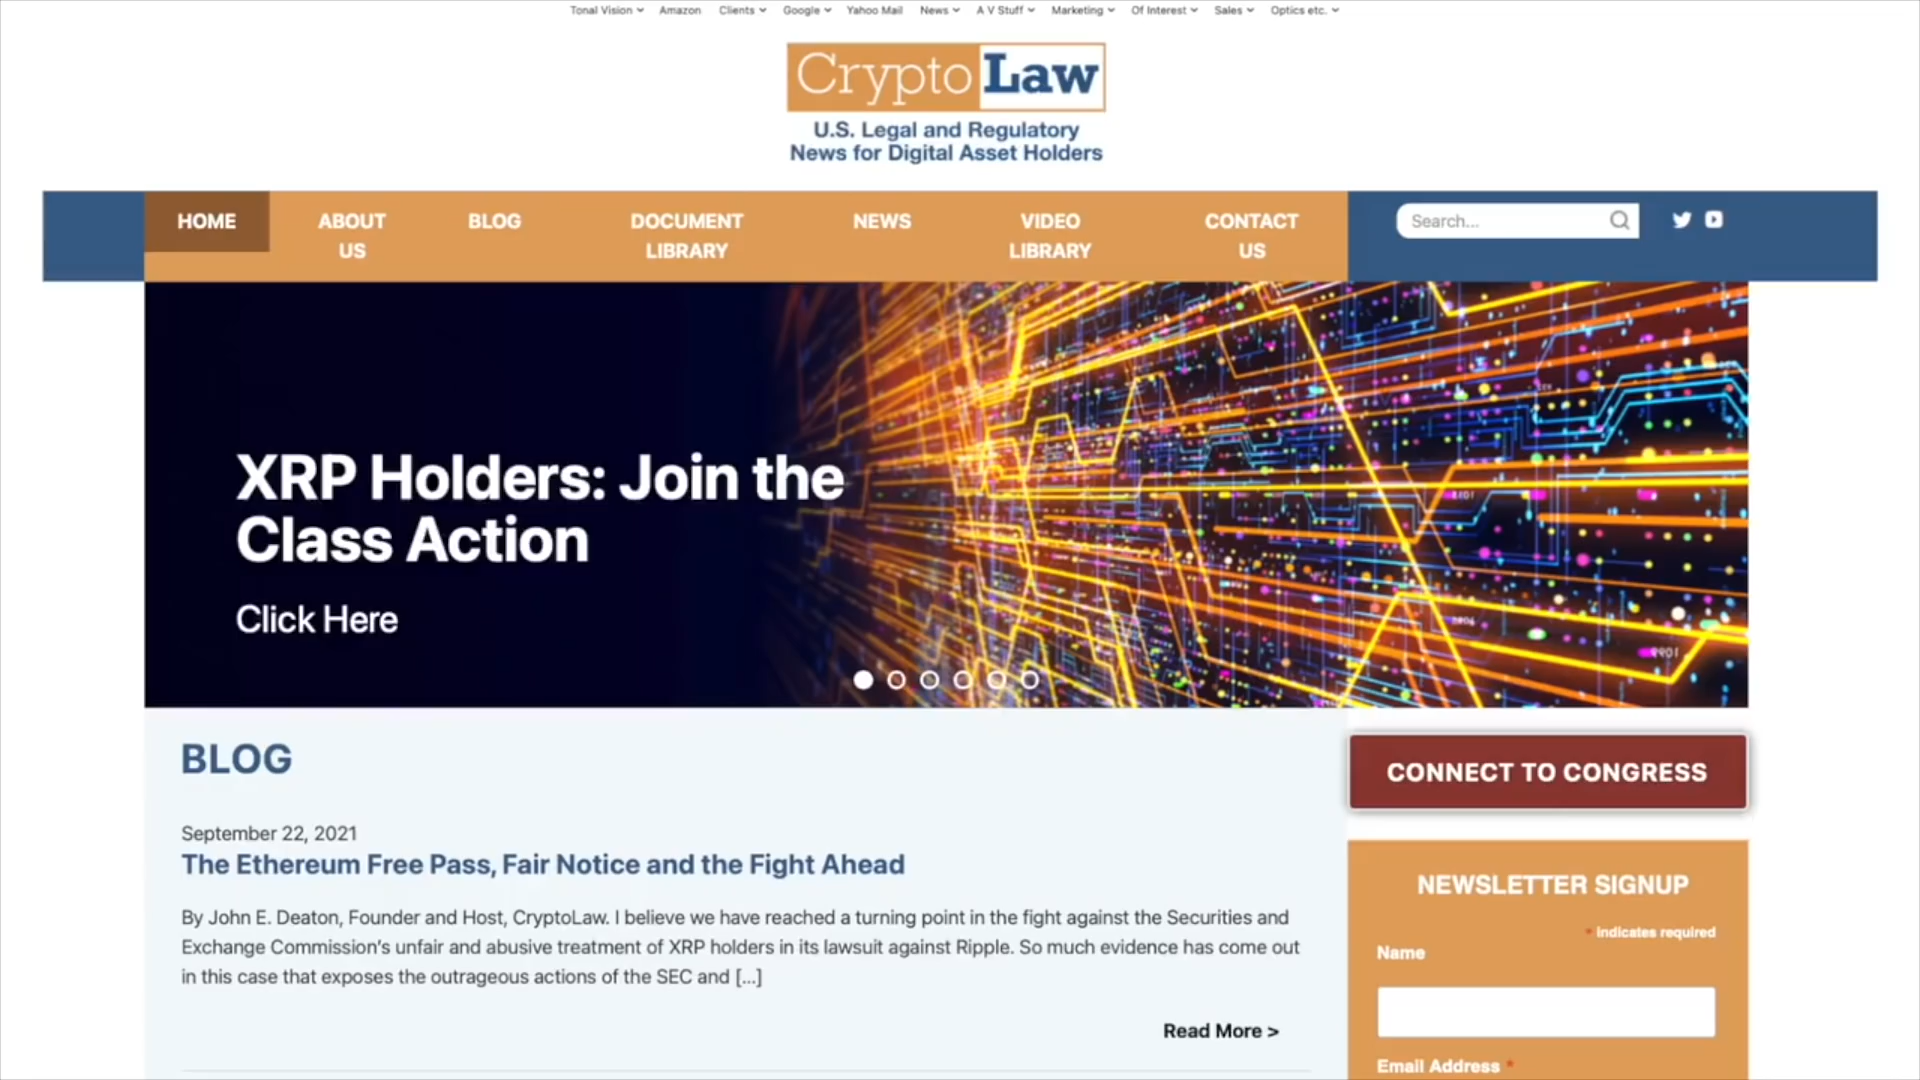 Tonal Vision Amazon Clients Google Yahoo Mail News A V Stuff Marketing Of Interest Sales Optics etc.
Crypto Law
U.S. Legal and Regulatory
News for Digital Asset Holders
HOME ABOUT US BLOG DOCUMENT LIBRARY NEWS VIDEO LIBRARY CONTACT US Search...
XRP Holders: Join the
Class Action
Click Here
BLOG
September 22, 2021
The Ethereum Free Pass, Fair Notice and the Fight Ahead
By John E. Deaton, Founder and Host, CryptoLaw. I believe we have reached a turning point in the fight against the Securities and
Exchange Commission's unfair and abusive treatment of XRP holders in its lawsuit against Ripple. So much evidence has come out
in this case that exposes the outrageous actions of the SEC and [...]
Read More >
CONNECT TO CONGRESS
NEWSLETTER SIGNUP
* indicates required
Name
Email Address *